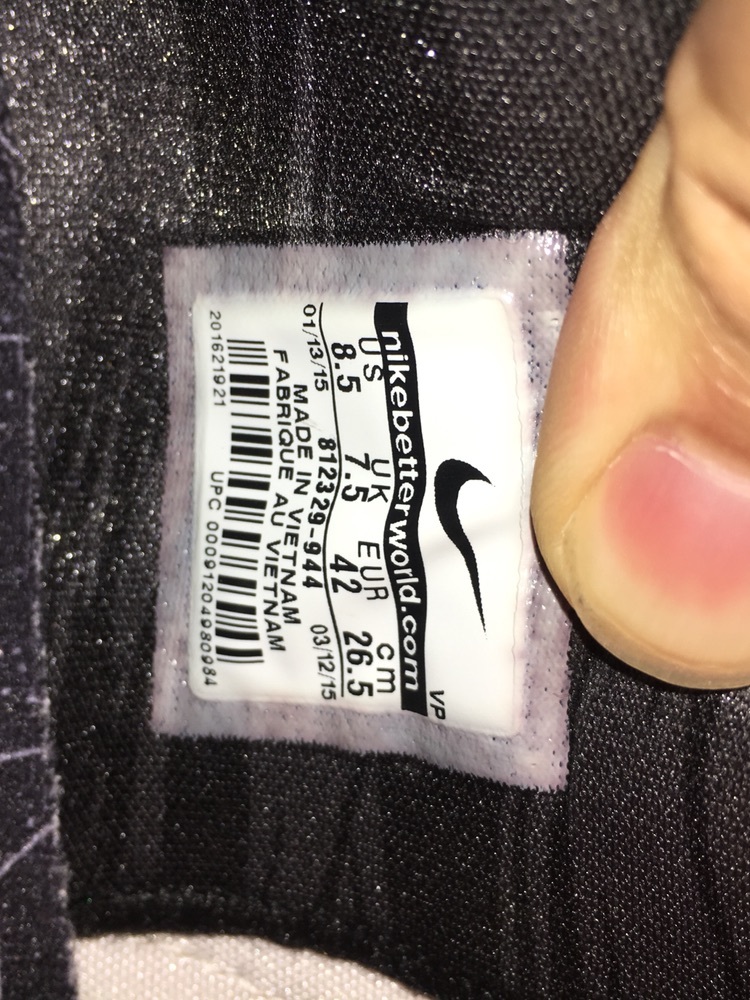 VP
nikebetterworld.com
US UK EUR cm
8.5 7.5 42 26.5
01/13/15 812329-944 03/12/15
MADE IN VIETNAM
FABRIQUE AU VIETNAM
201621921 UPC 00091204980984